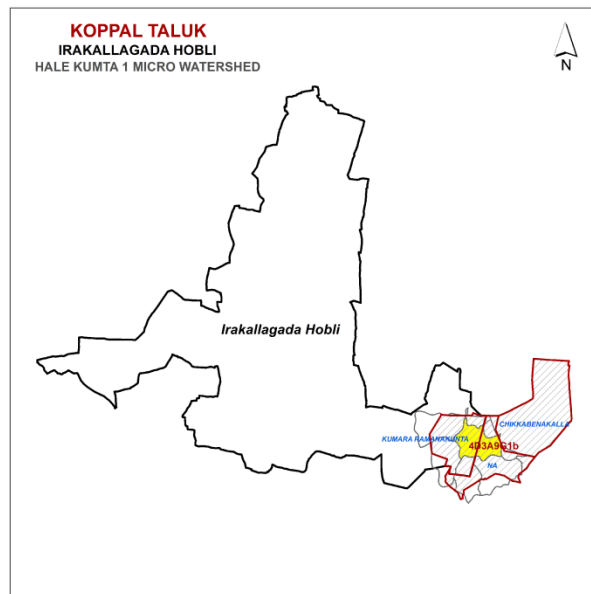 KOPPAL TALUK
IRAKALLAGADA HOBLI
HALE KUMTA 1 MICRO WATERSHED
N
Irakallagada Hobli
CHIKKABENAKALLA
KUMARA RAMANAKUNTA
4D3A9G1b
NA